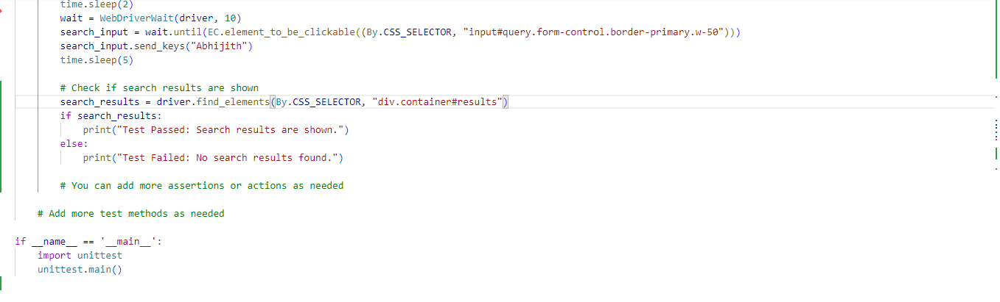 time.sleep(2)
wait = WebDriverWait(driver, 10)
search_input = wait.until(EC.element_to_be_clickable((By.CSS_SELECTOR, "input#query.form-control.border-primary.w-50")))
search_input.send_keys("Abhijith")
time.sleep(5)
# Check if search results are shown
search_results = driver.find_elements(By.CSS_SELECTOR, "div.container#results")
if search_results:
print("Test Passed: Search results are shown.")
else:
print("Test Failed: No search results found.")
# You can add more assertions or actions as needed
# Add more test methods as needed
if __name__ == '__main__':
import unittest
unittest.main()